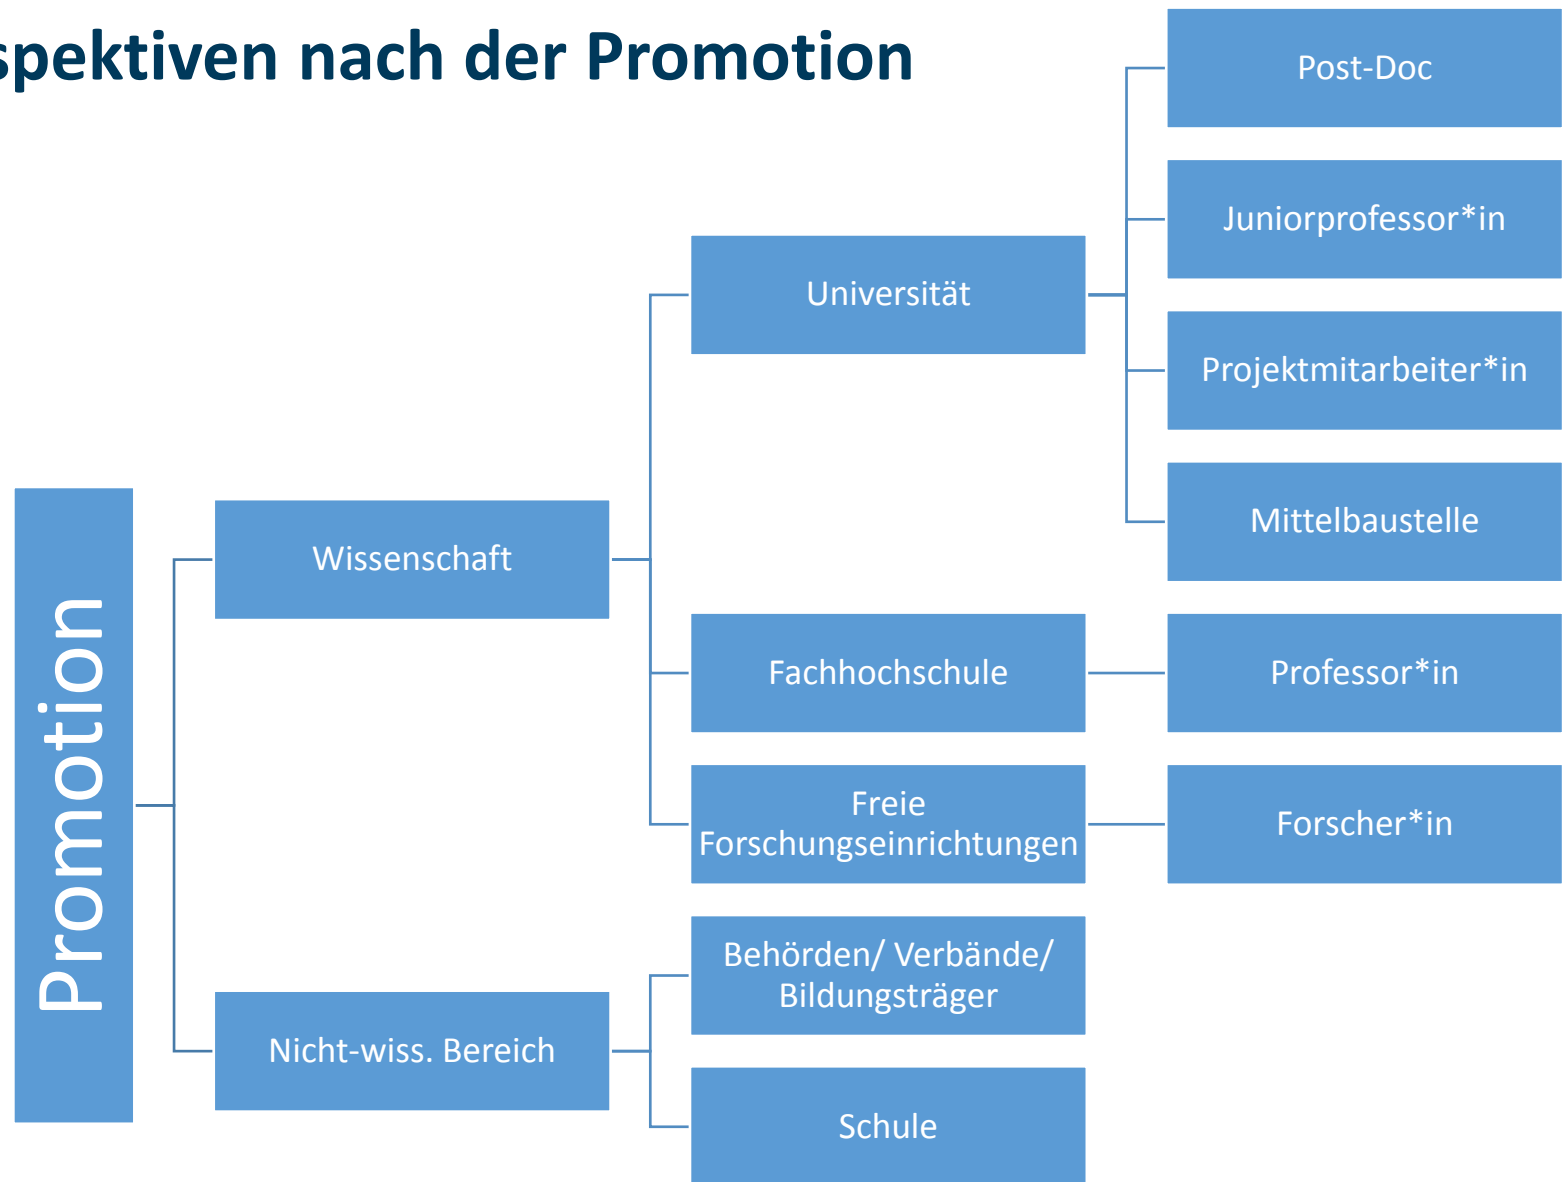 spektiven nach der Promotion
Post-Doc
Juniorprofessor*in
Universität
Projektmitarbeiter*in
Mittelbaustelle
Wissenschaft
Promotion
Fachhochschule
Professor*in
Freie
Forschungseinrichtungen
Forscher*in
Behörden/ Verbände/
Bildungsträger
Nicht-wiss. Bereich
Schule